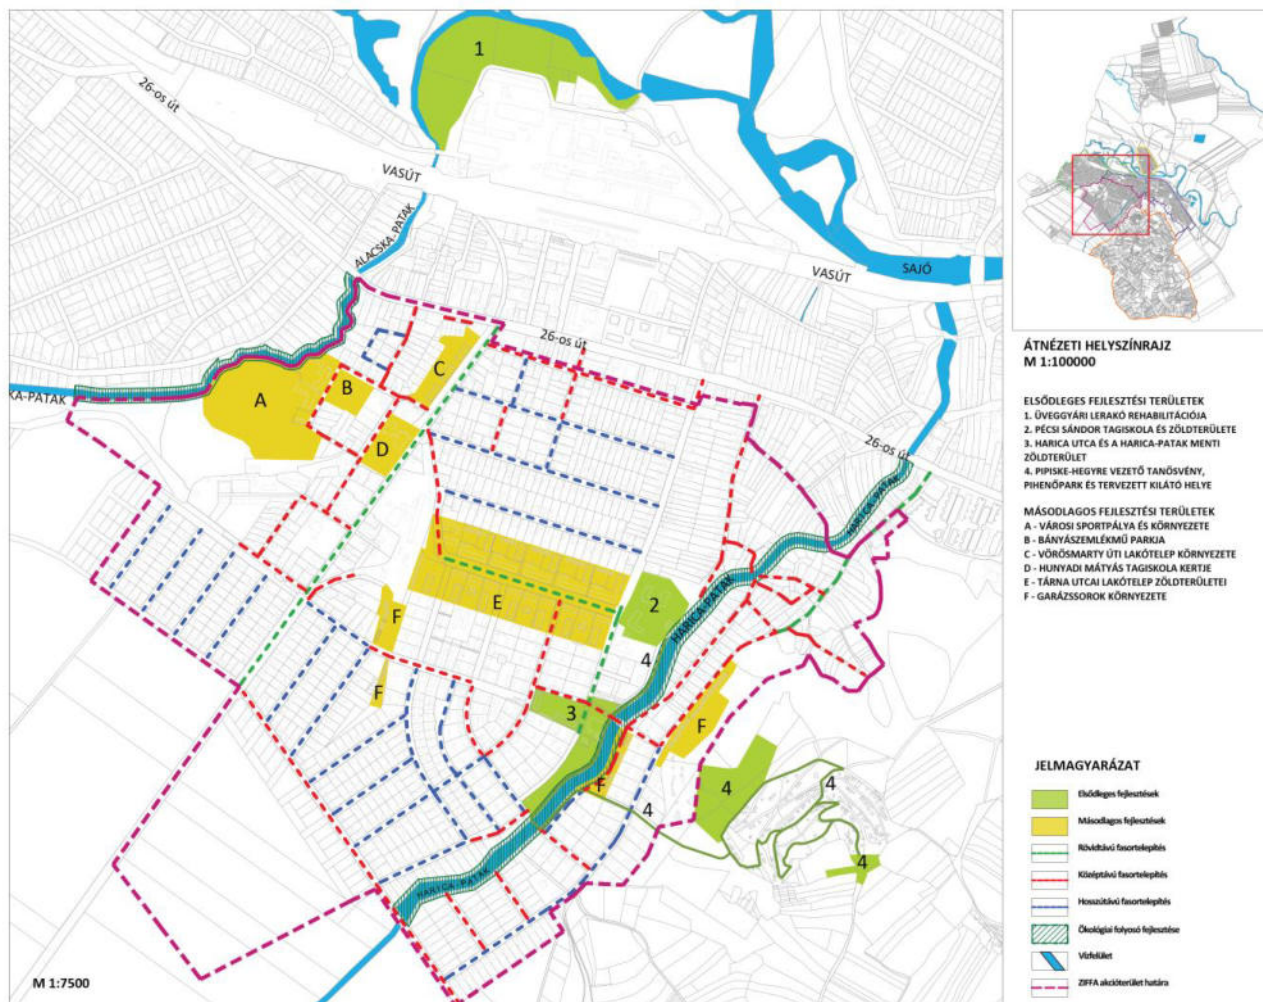 1
26-os út
VASÚT
ALACSKA-PATAK
VASÚT
SAJÓ
26-os út
C
B
A
KA-PATAK
D
26-os út
HARICA-PATAK
E
2
HARICA-PATAK
F
4
F
3
F
F
4
4
4
4
HARICA-PATAK
M 1:7500
ÁTNÉZETI HELYSZÍNRAJZ
M 1:100000
ELSŐDLEGES FEJLESZTÉSI TERÜLETEK
1. ÜVEGGYÁRI LERAKÓ REHABILITÁCIÓJA
2. PÉCSI SÁNDOR TAGISKOLA ÉS ZÖLDTERÜLETE
3. HARICA UTCA ÉS A HARICA-PATAK MENTI
ZÖLDTERÜLET
4. PIPISKE-HEGYRE VEZETŐ TANÖSVÉNY,
PIHENŐPARK ÉS TERVEZETT KILÁTÓ HELYE
MÁSODLAGOS FEJLESZTÉSI TERÜLETEK
A - VÁROSI SPORTPÁLYA ÉS KÖRNYEZETE
B - BÁNYÁSZEMLÉKMŰ PARKJA
C - VÖRÖSMARTY ÚTI LAKÓTELEP KÖRNYEZETE
D - HUNYADI MÁTYÁS TAGISKOLA KERTJE
E - TÁRNA UTCAI LAKÓTELEP ZÖLDTERÜLETEI
F - GARÁZSSOROK KÖRNYEZETE
JELMAGYARÁZAT
Elsődleges fejlesztések
Másodlagos fejlesztések
Rövidtávú fasortelepítés
Középtávú fasortelepítés
Hosszútávú fasortelepítés
Ökológiai folyosó fejlesztése
Vízfelület
ZIFFA akcióterület határa